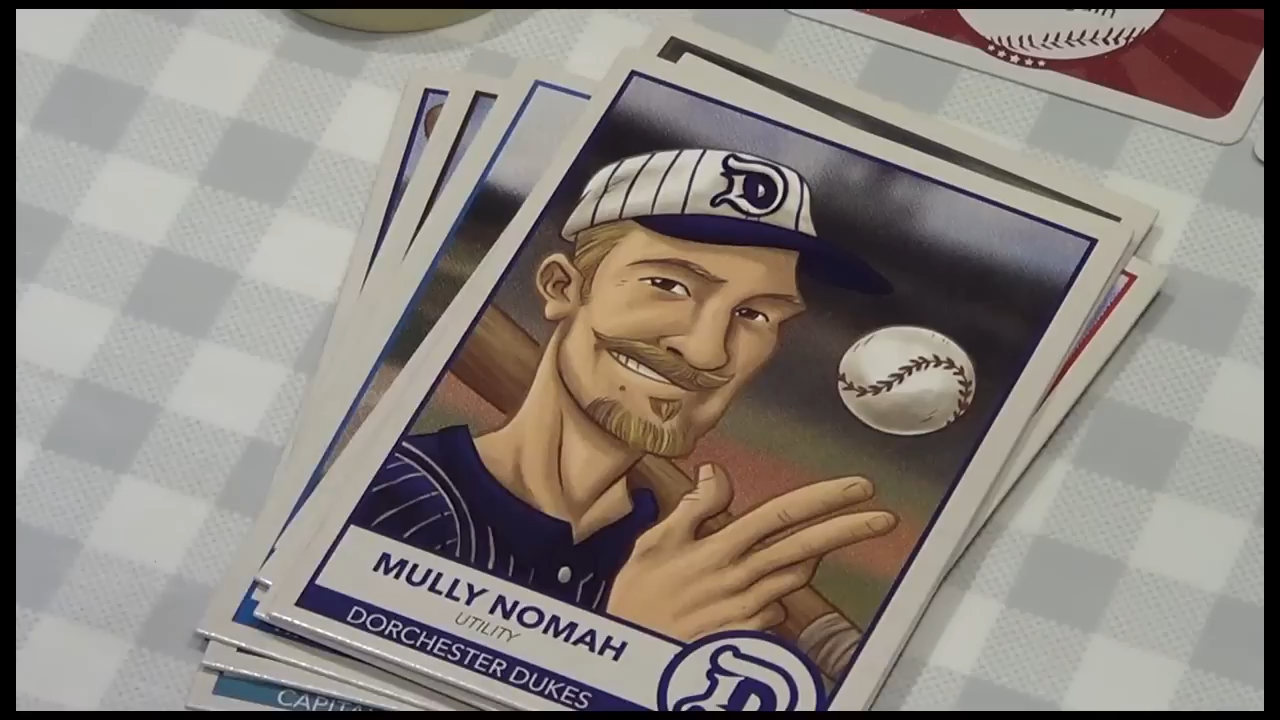 D
MULLY NOMAH
UTILITY
DORCHESTER DUKES
D